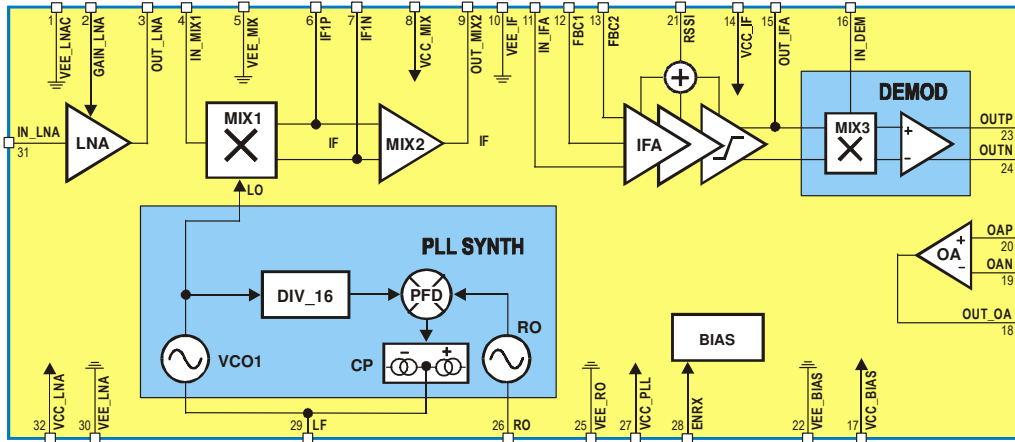 1 2 3 4 5 6 7 8 9 10 11 12 13 21 14 15 16
VEE_LNAC
GAIN_LNA
OUT_LNA
IN_MIX1
VEE_MIX
IF1P
IF1N
VCC_MIX
OUT_MIX2
VEE_IF
IN_IFA
FBC1
FBC2
RSSI
VCC_IF
OUT_IFA
IN_DEM
IN_LNA
31
LNA
MIX1
IF
MIX2
IF
LO
+
IFA
DEMOD
MIX3
+
−
OUTP
23
OUTN
24
PLL SYNTH
DIV_16
PFD
RO
VCO1
CP
− +
BIAS
OA
+
−
OAP
20
OAN
19
OUT_OA
18
32
VCC_LNA
30
VEE_LNA
29
LF
26
RO
25
VEE_RO
27
VCC_PLL
28
ENRX
22
VEE_BIAS
17
VCC_BIAS